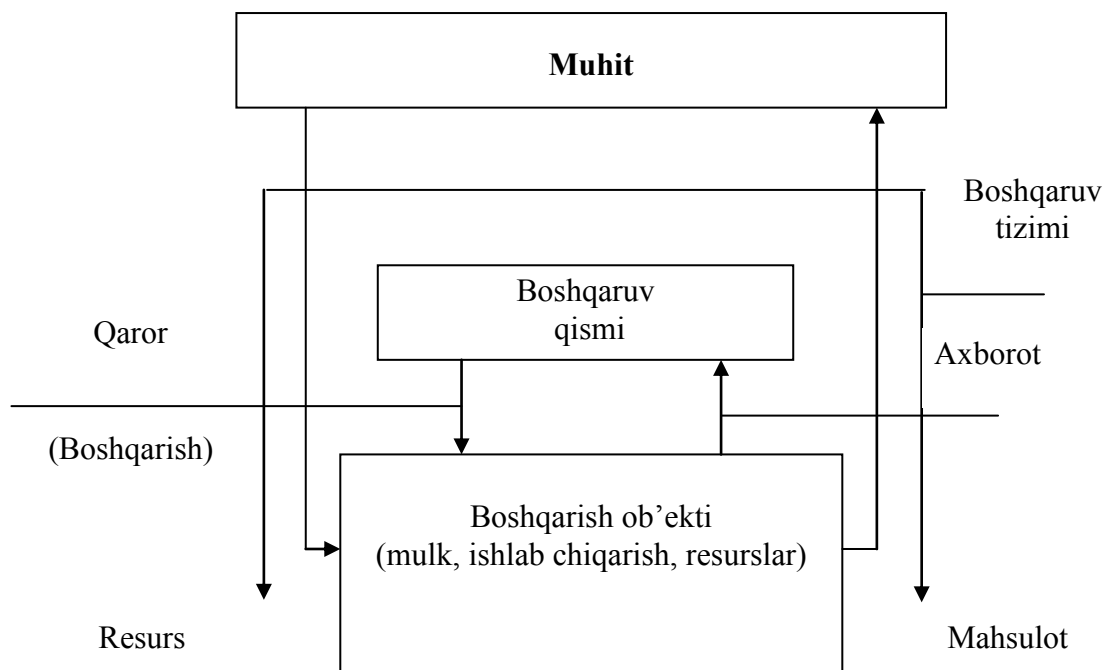 Muhit
Boshqaruv
tizimi
Boshqaruv
qismi
Qaror
Axborot
(Boshqarish)
Boshqarish ob’ekti
(mulk, ishlab chiqarish, resurslar)
Resurs
Mahsulot